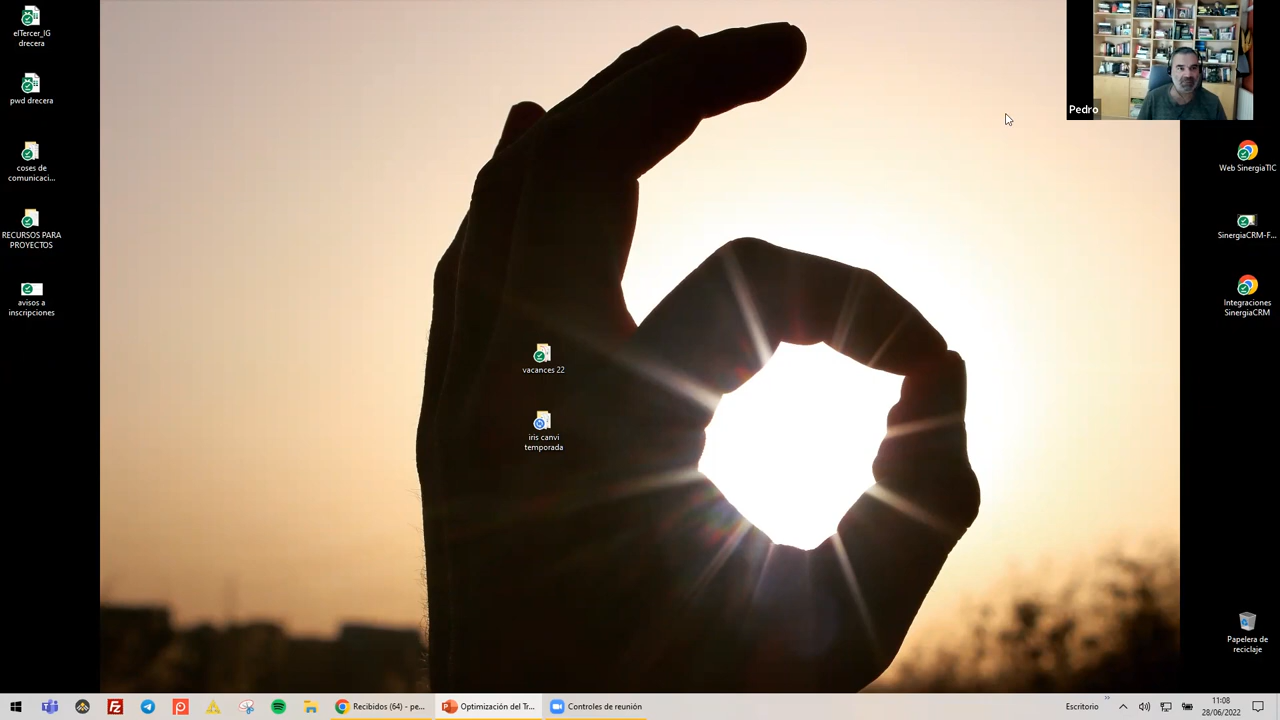 elTercer_IG
drecera
pwd drecera
coses de
comunicaci...
RECURSOS PARA
PROYECTOS
avisos a
inscripciones
vacances 22
iris canvi
temporada
Pedro
Web SinergiaTIC
SinergiaCRM-F...
Integraciones
SinergiaCRM
Papelera de
reciclaje
Recibidos (64) - pe...
Optimización del Tr...
Controles de reunión
Escritorio
11:08
28/06/2022